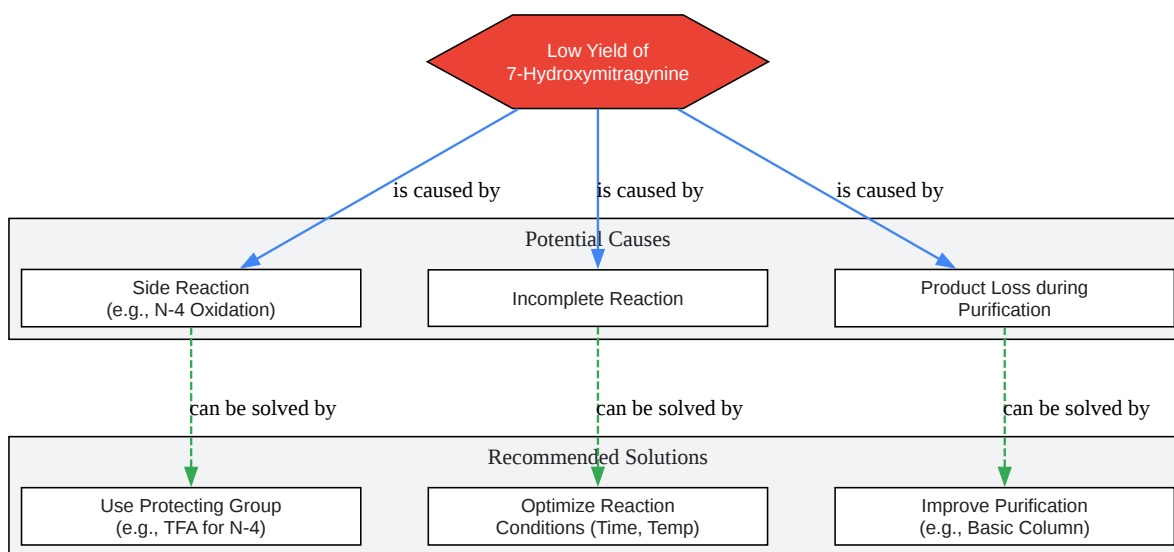 Low Yield of
7-Hydroxymitragynine
is caused by
is caused by
is caused by
Potential Causes
Side Reaction
(e.g., N-4 Oxidation)
Incomplete Reaction
Product Loss during
Purification
can be solved by
can be solved by
can be solved by
Recommended Solutions
Use Protecting Group
(e.g., TFA for N-4)
Optimize Reaction
Conditions (Time, Temp)
Improve Purification
(e.g., Basic Column)